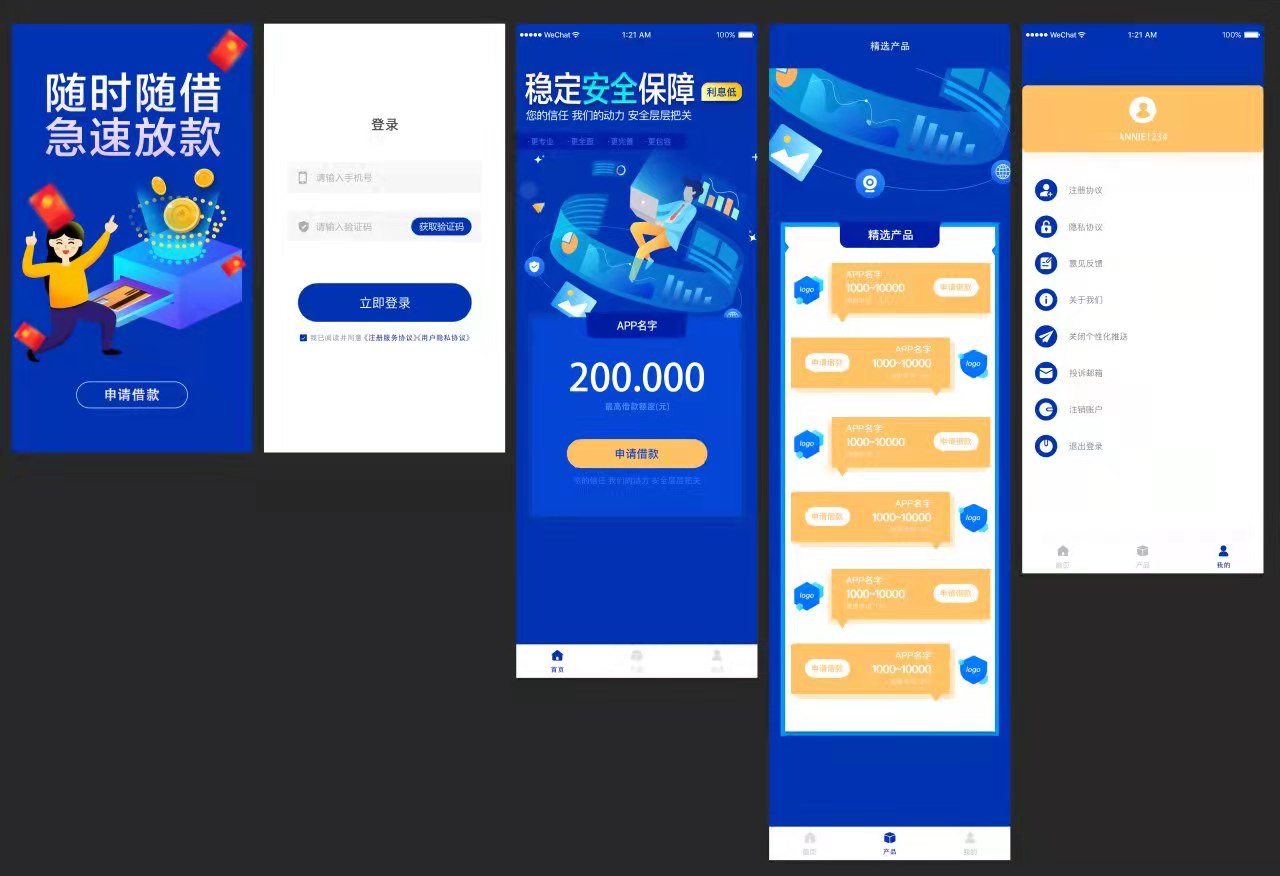 随时随借
急速放款
申请借款
登录
请输入手机号
请输入验证码
获取验证码
立即登录
我已阅读并同意《注册服务协议》《用户隐私协议》
WeChat
1:21 AM
100%
稳定安全保障
利息低
您的信任 我们的动力 安全层层把关
·更专业 ·更全面 ·更完善 ·更包容
APP名字
200.000
最高借款额度(元)
申请借款
您的信任 我们的动力 安全层层把关
首页
精选产品
精选产品
logo
APP名字
1000~10000
申请借款
申请借款
APP名字
1000~10000
logo
logo
APP名字
1000~10000
申请借款
申请借款
APP名字
1000~10000
logo
logo
APP名字
1000~10000
申请借款
申请借款
APP名字
1000~10000
logo
首页
产品
我的
WeChat
1:21 AM
100%
ANNIE1234
注册协议
隐私协议
意见反馈
关于我们
关闭个性化推送
投诉邮箱
注销账户
退出登录
首页
产品
我的